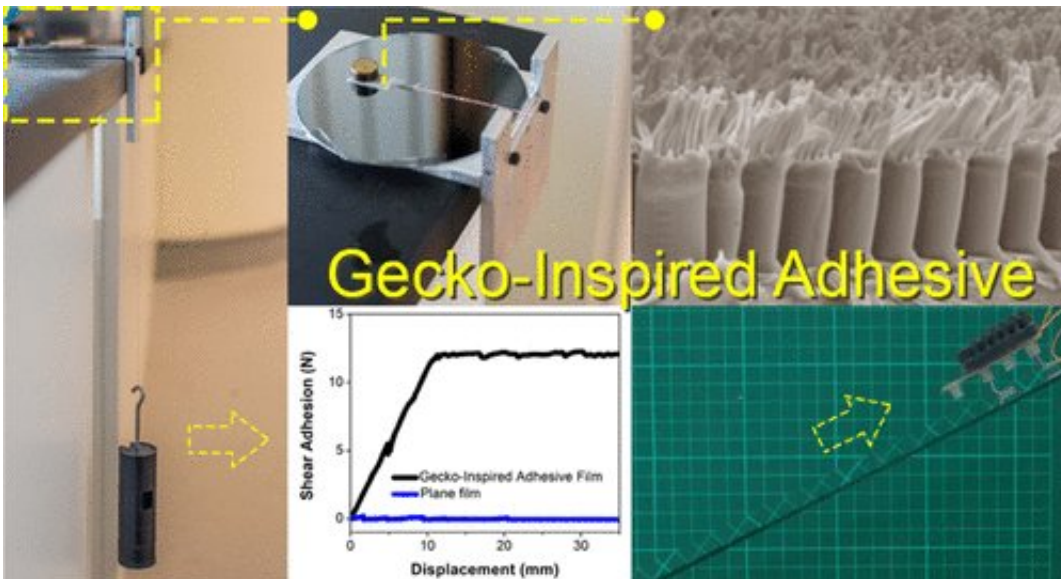 Gecko-Inspired Adhesive
15
10
5
0
Shear Adhesion (N)
Gecko-Inspired Adhesive Film
Plane film
0
10
20
30
Displacement (mm)